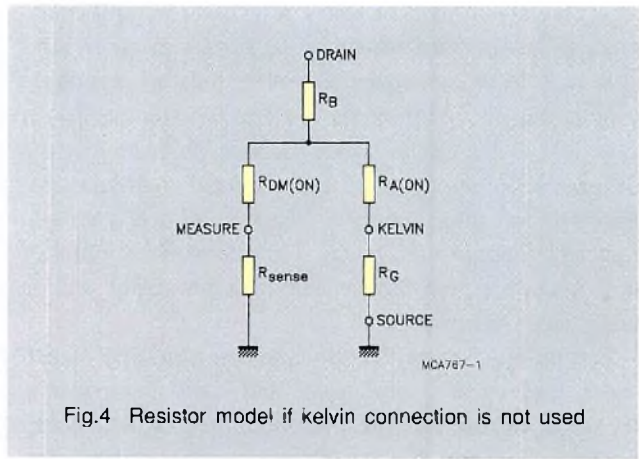 DRAIN
RB
RDM(ON)
RA(ON)
MEASURE
KELVIN
Rsense
RG
SOURCE
MCA767-1
Fig.4 Resistor model if kelvin connection is not used